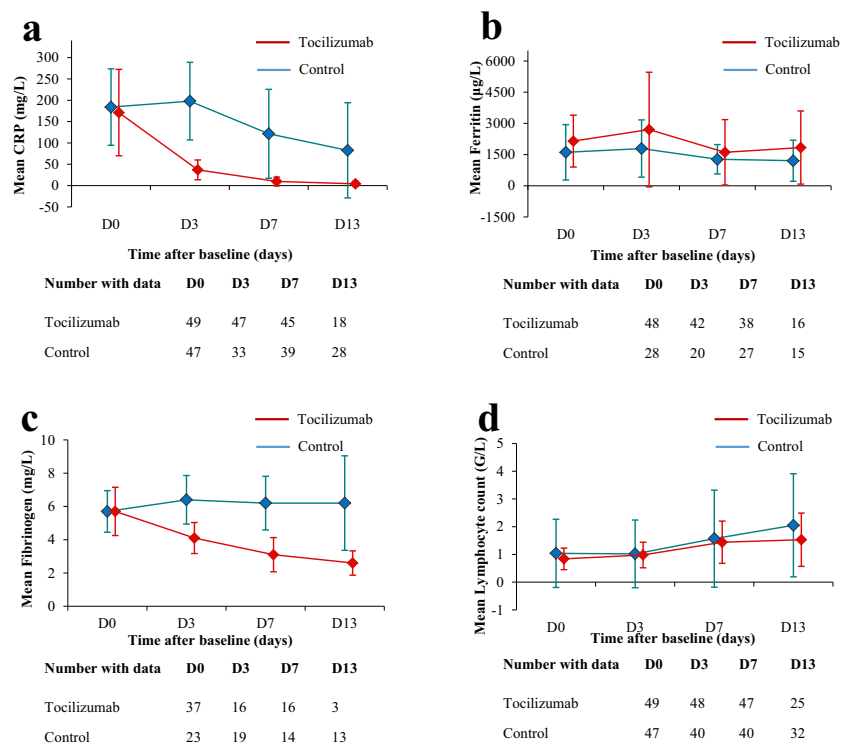 a
Tocilizumab
Control
Mean CRP (mg/L)
300
250
200
150
100
50
0
-50
D0 D3 D7 D13
Time after baseline (days)
Number with data D0 D3 D7 D13
Tocilizumab 49 47 45 18
Control 47 33 39 28
b
Tocilizumab
Control
Mean Ferritin (µg/L)
6000
4500
3000
1500
0
-1500
D0 D3 D7 D13
Time after baseline (days)
Number with data D0 D3 D7 D13
Tocilizumab 48 42 38 16
Control 28 20 27 15
c
Tocilizumab
Control
Mean Fibrinogen (mg/L)
10
8
6
4
2
0
D0 D3 D7 D13
Time after baseline (days)
Number with data D0 D3 D7 D13
Tocilizumab 37 16 16 3
Control 23 19 14 13
d
Tocilizumab
Control
Mean Lymphocyte count (G/L)
5
4
3
2
1
0
-1
D0 D3 D7 D13
Time after baseline (days)
Number with data D0 D3 D7 D13
Tocilizumab 49 48 47 25
Control 47 40 40 32